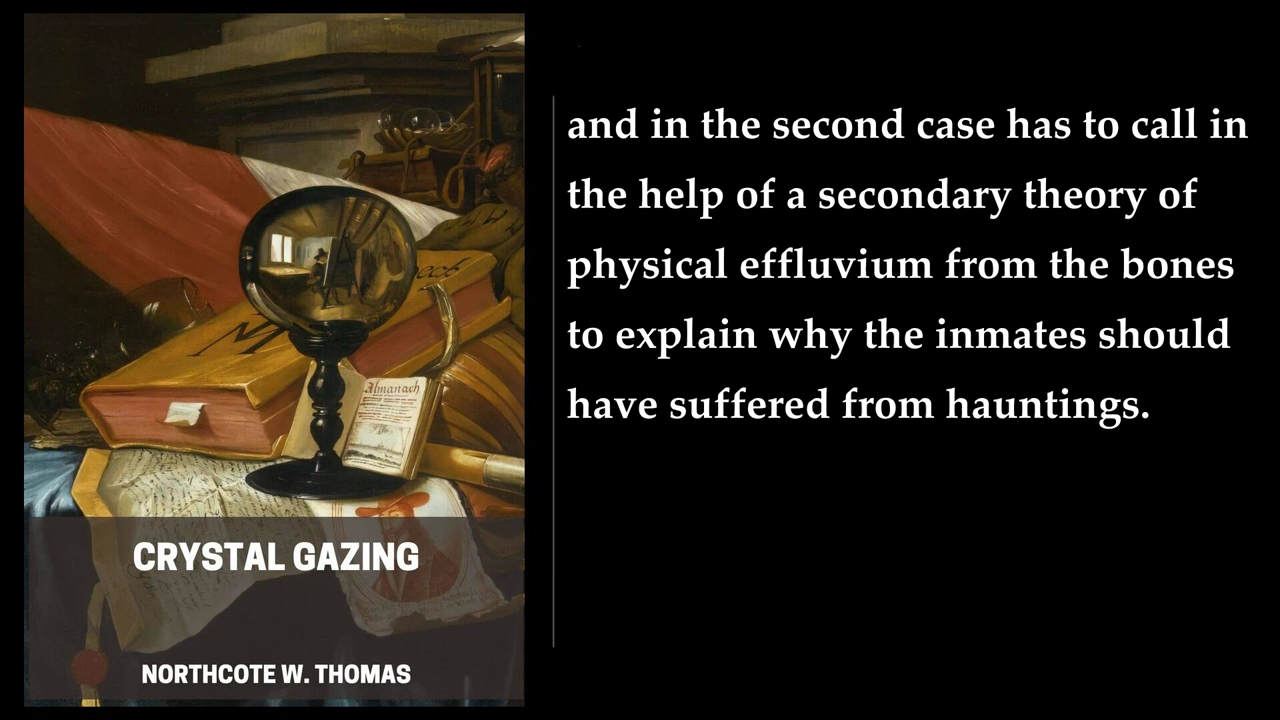 and in the second case has to call in
the help of a secondary theory of
physical effluvium from the bones
to explain why the inmates should
have suffered from hauntings.
M
Almanach
CRYSTAL GAZING
NORTHCOTE W. THOMAS